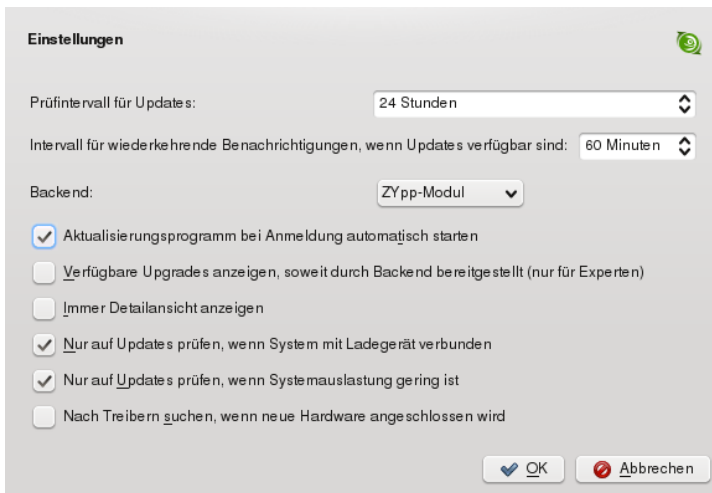 Einstellungen
Prüfintervall für Updates: 24 Stunden
Intervall für wiederkehrende Benachrichtigungen, wenn Updates verfügbar sind: 60 Minuten
Backend: ZYpp-Modul
Aktualisierungsprogramm bei Anmeldung automatisch starten
Verfügbare Upgrades anzeigen, soweit durch Backend bereitgestellt (nur für Experten)
Immer Detailansicht anzeigen
Nur auf Updates prüfen, wenn System mit Ladegerät verbunden
Nur auf Updates prüfen, wenn Systemauslastung gering ist
Nach Treibern suchen, wenn neue Hardware angeschlossen wird
OK Abbrechen